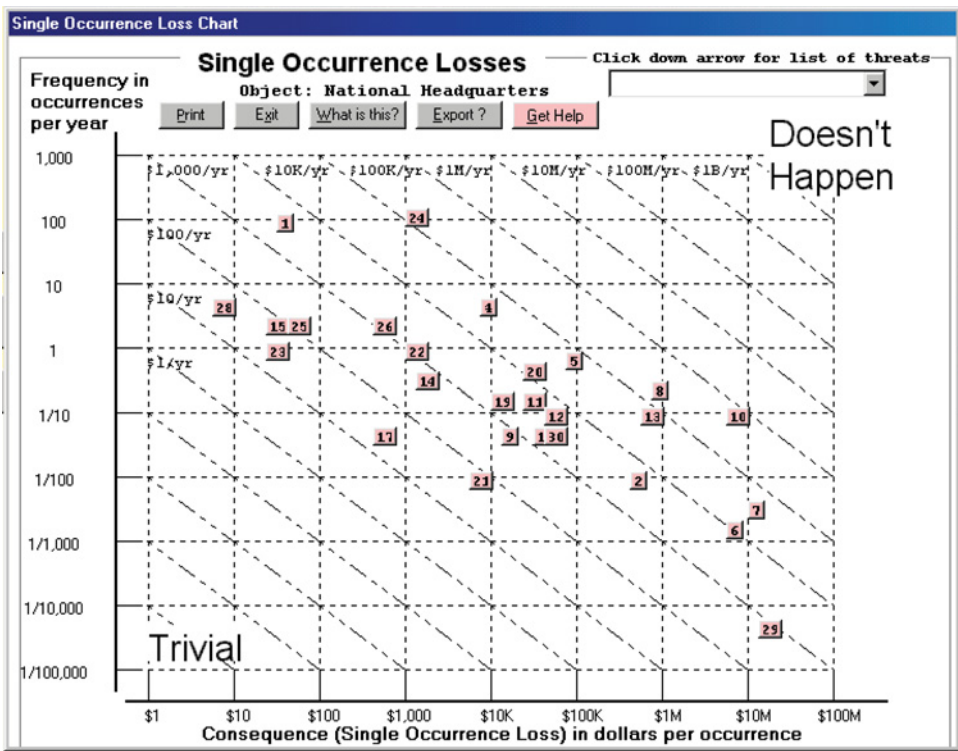 Single Occurrence Loss Chart
Single Occurrence Losses
Click down arrow for list of threats
Frequency in
occurrences
per year
Object: National Headquarters
Print Exit What is this? Export ? Get Help
Doesn't
Happen
1,000
$1,000/yr $10K/yr $100K/yr $1M/yr $10M/yr $100M/yr $1B/yr
100
1 24
$100/yr
10
$10/yr
28 4
15 25 26
1
23 22
$1/yr
5
20
14
8
19 11
1/10
12 13 10
17 9 30
1/100
21 2
7
6
1/1,000
1/10,000
29
Trivial
1/100,000
$1 $10 $100 $1,000 $10K $100K $1M $10M $100M
Consequence (Single Occurrence Loss) in dollars per occurrence